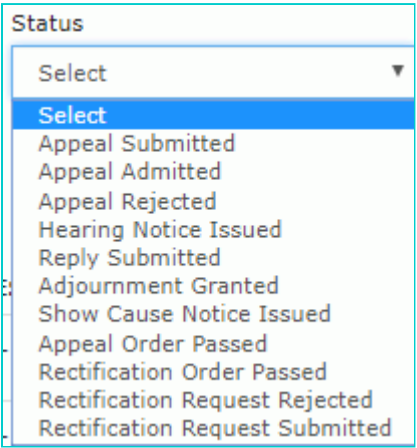 Status
Select
Select
Appeal Submitted
Appeal Admitted
Appeal Rejected
Hearing Notice Issued
Reply Submitted
Adjournment Granted
Show Cause Notice Issued
Appeal Order Passed
Rectification Order Passed
Rectification Request Rejected
Rectification Request Submitted